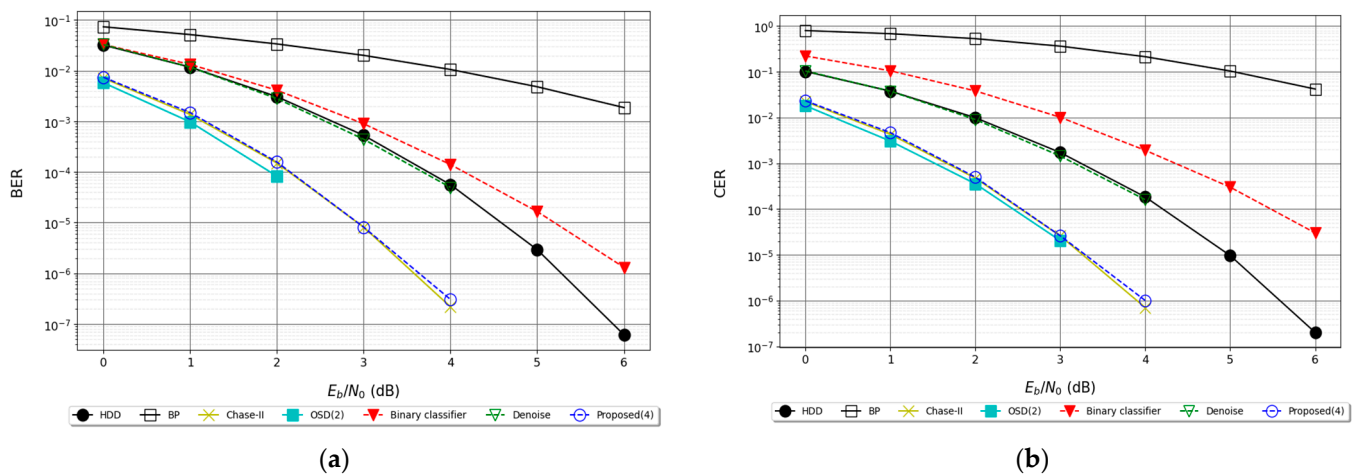 BER
10⁻¹
10⁻²
10⁻³
10⁻⁴
10⁻⁵
10⁻⁶
10⁻⁷
0 1 2 3 4 5 6
E_b/N_0 (dB)
HDD BP Chase-II OSD(2) Binary classifier Denoise Proposed(4)
(a)
CER
10⁰
10⁻¹
10⁻²
10⁻³
10⁻⁴
10⁻⁵
10⁻⁶
10⁻⁷
0 1 2 3 4 5 6
E_b/N_0 (dB)
HDD BP Chase-II OSD(2) Binary classifier Denoise Proposed(4)
(b)